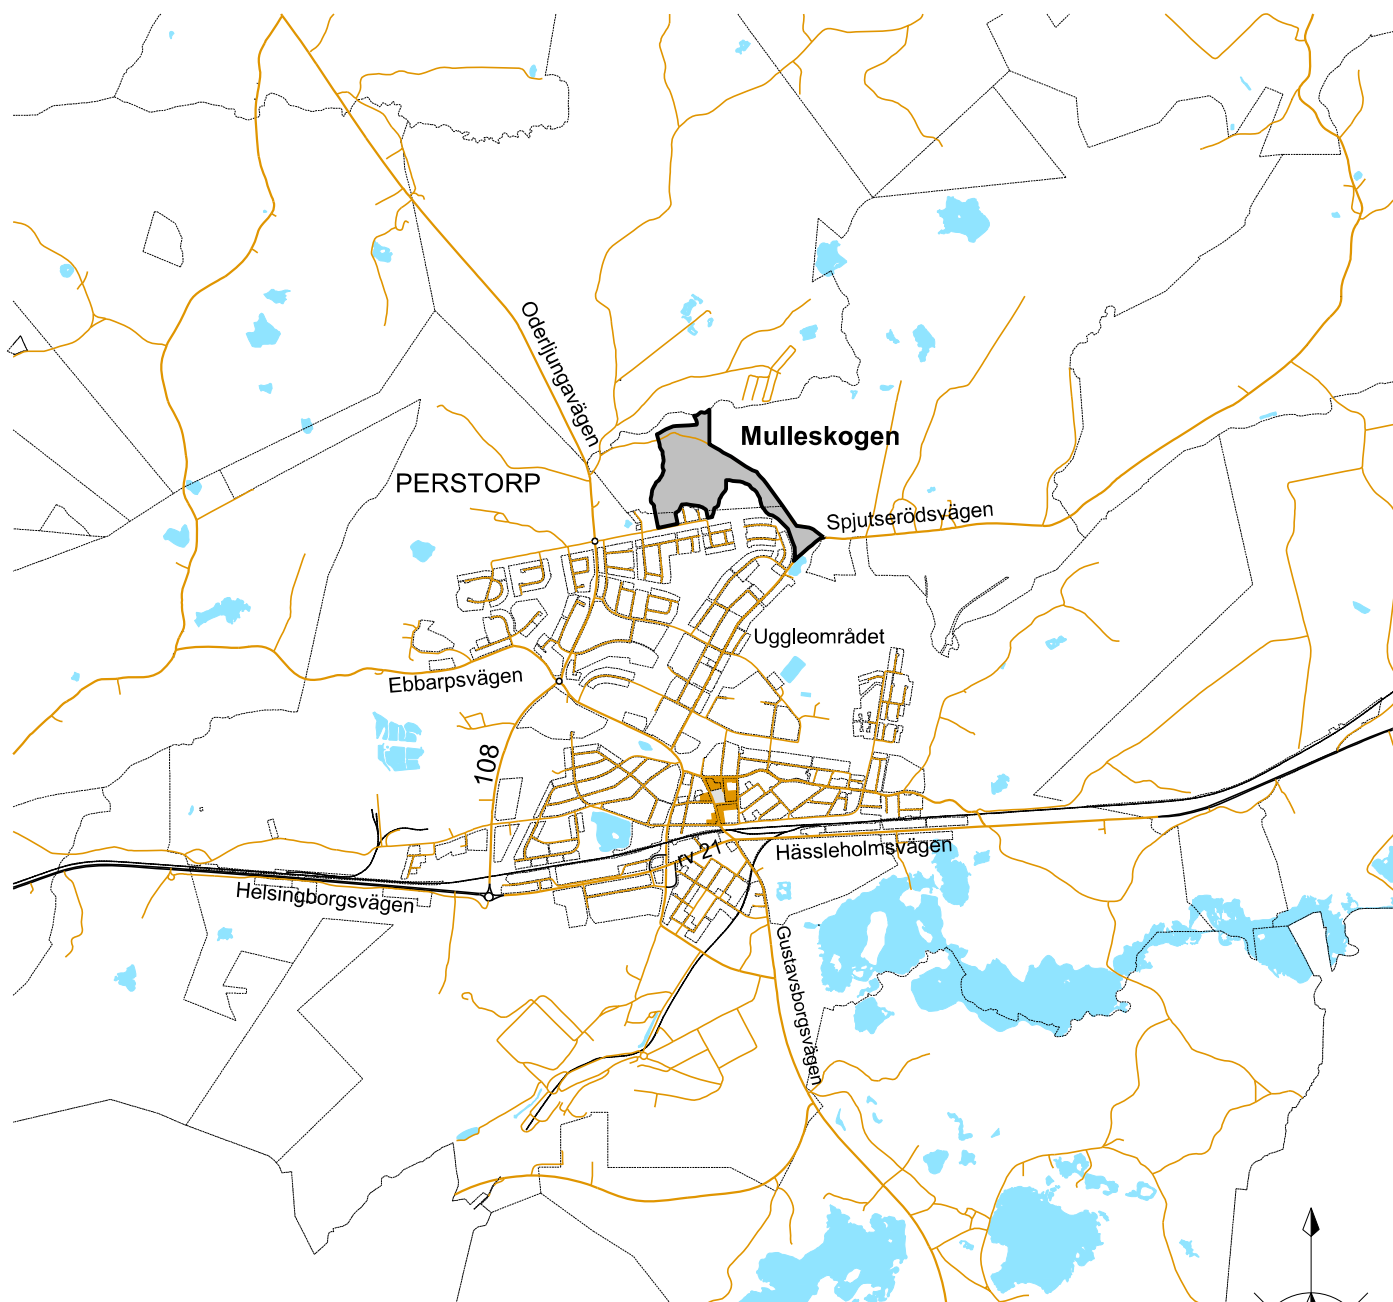 Oderljungavägen
Mulleskogen
PERSTORP
Spjutserödsvägen
Uggleområdet
Ebbarpsvägen
108
rv 21
Hässleholmsvägen
Helsingborgsvägen
Gustavsborgsvägen